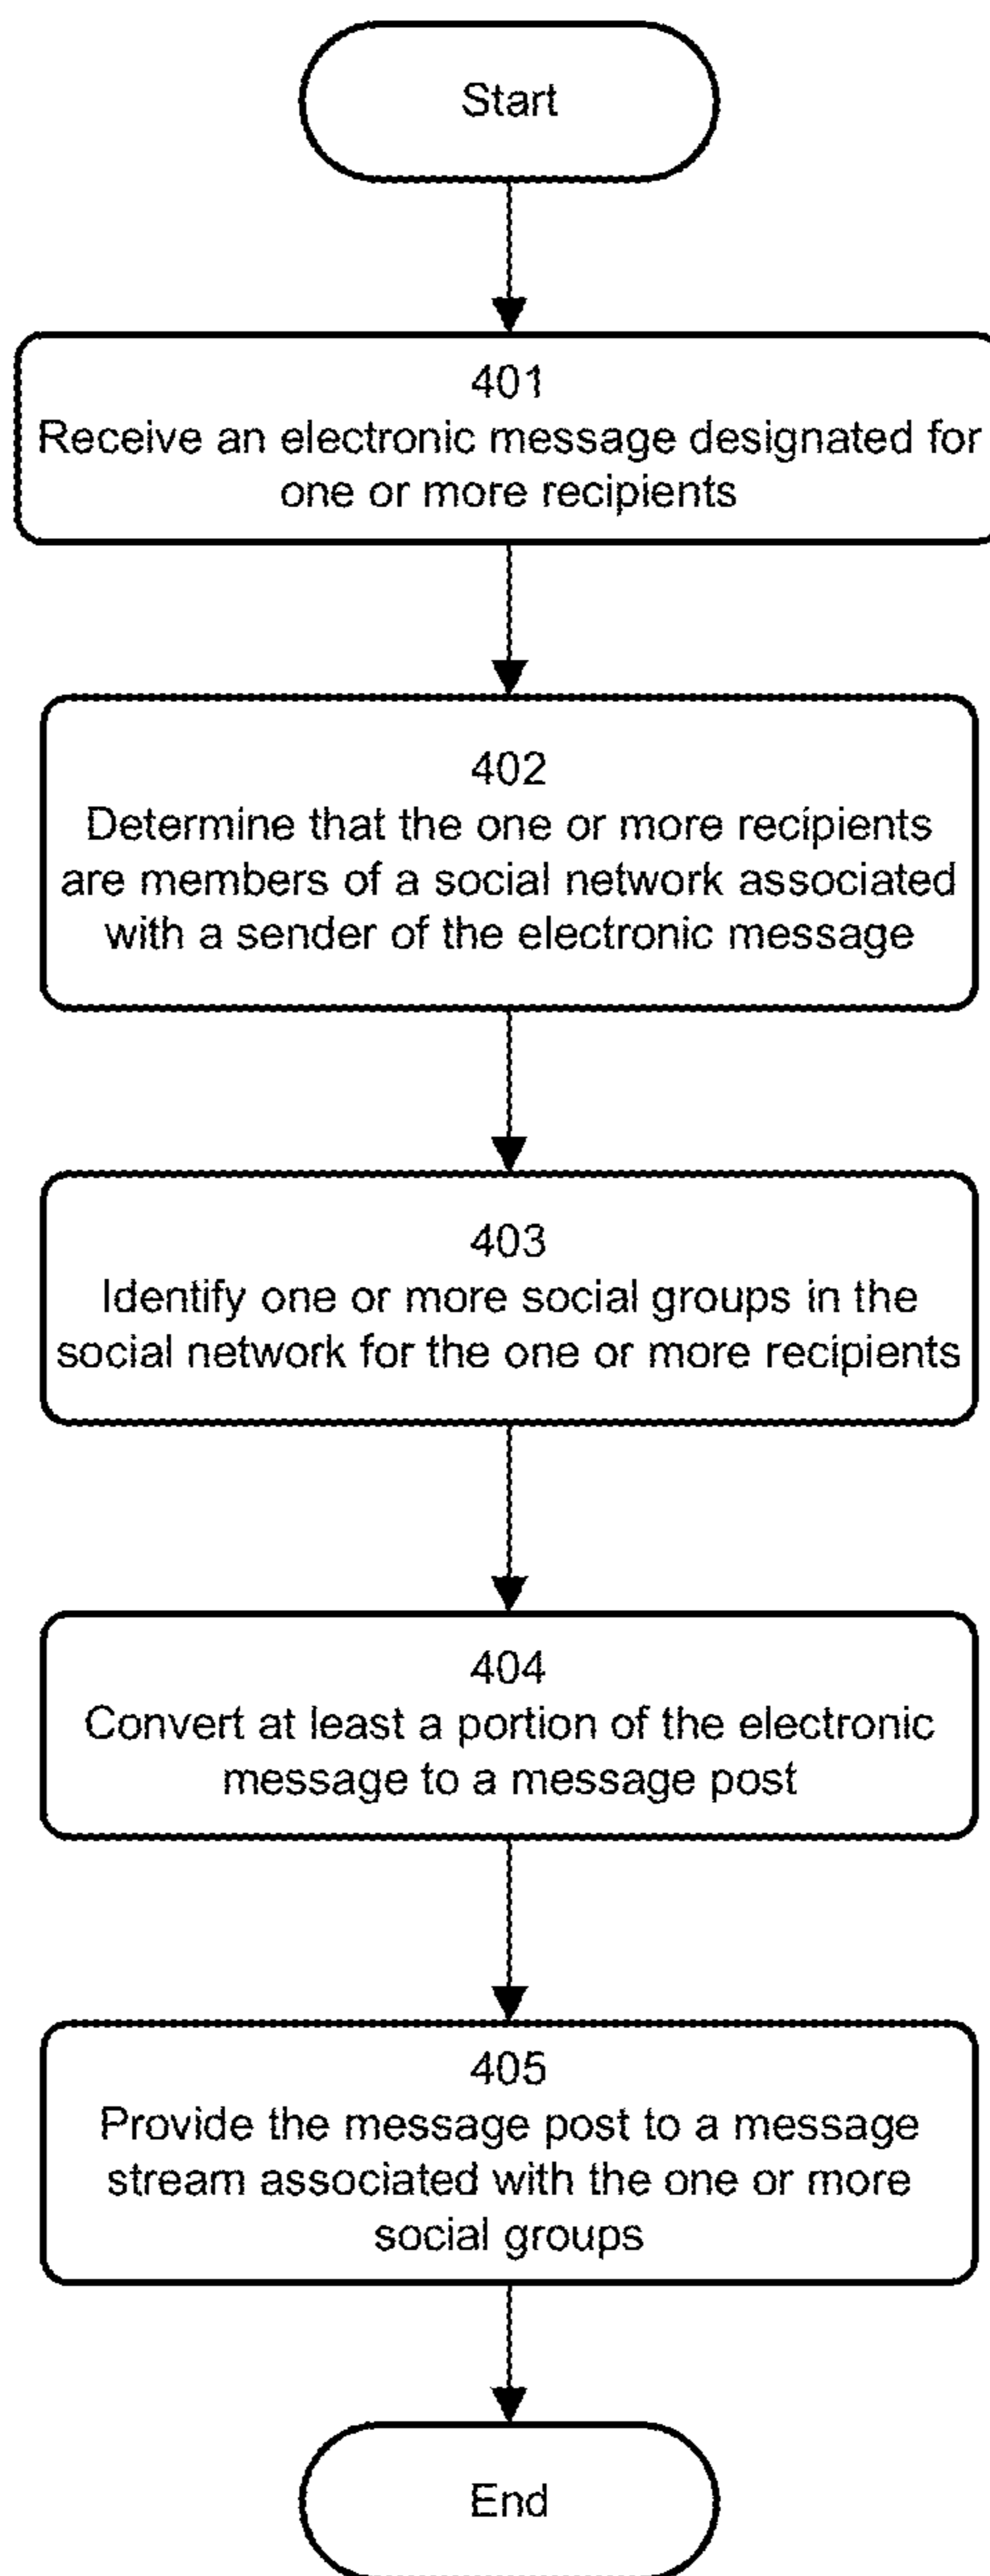 Start
401
Receive an electronic message designated for
one or more recipients
402
Determine that the one or more recipients
are members of a social network associated
with a sender of the electronic message
403
Identify one or more social groups in the
social network for the one or more recipients
404
Convert at least a portion of the electronic
message to a message post
405
Provide the message post to a message
stream associated with the one or more
social groups
End